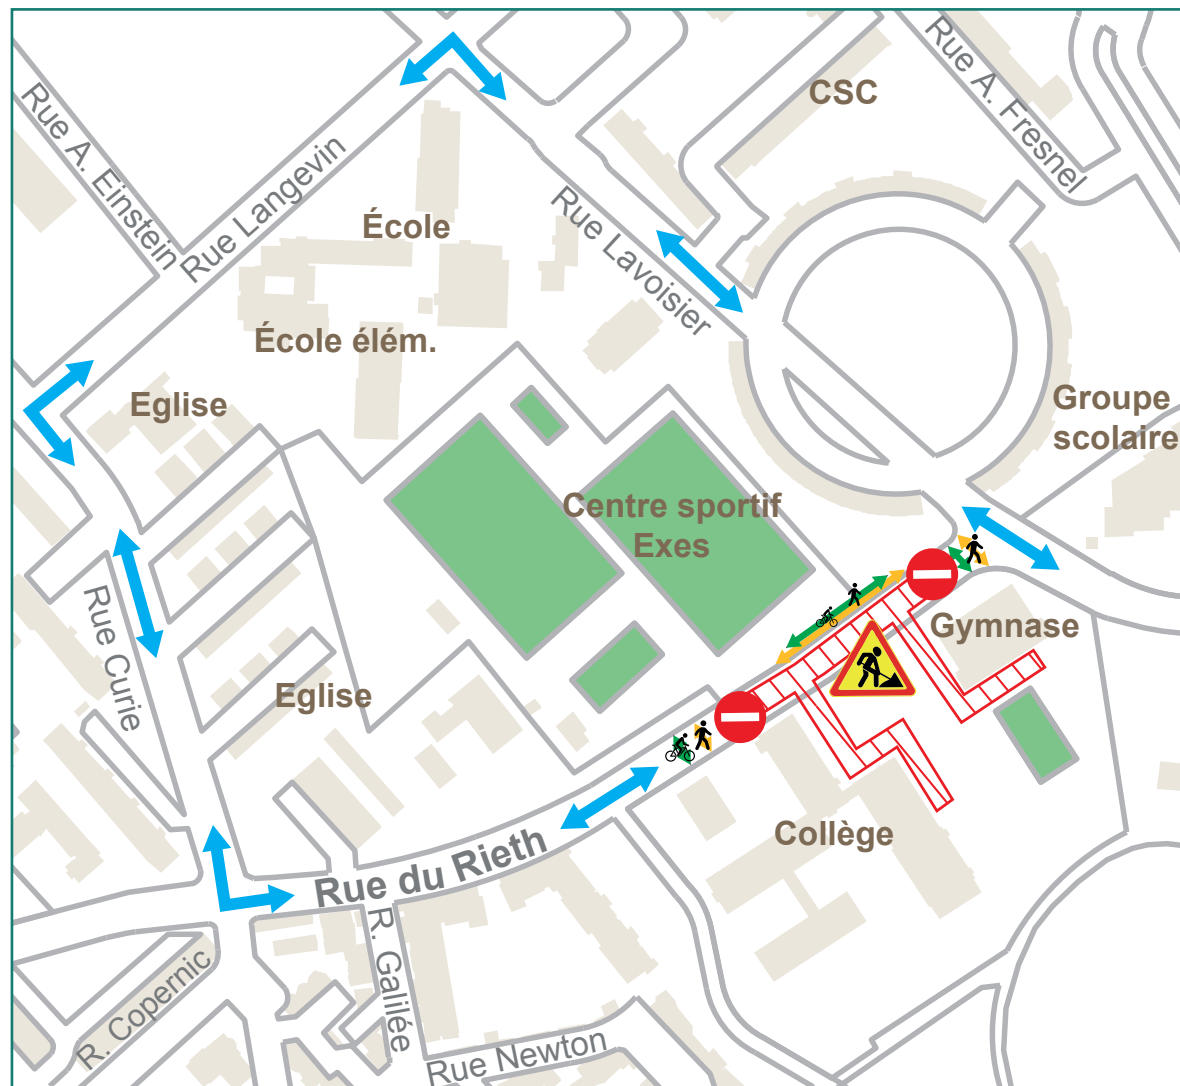 CSC
Rue A. Fresnel
Rue A. Einstein
Rue Langevin
École
Rue Lavoisier
École élém.
Eglise
Groupe
scolaire
Centre sportif
Exes
Rue Curie
Gymnase
Eglise
Collège
Rue du Rieth
R. Galilée
R. Copernic
Rue Newton